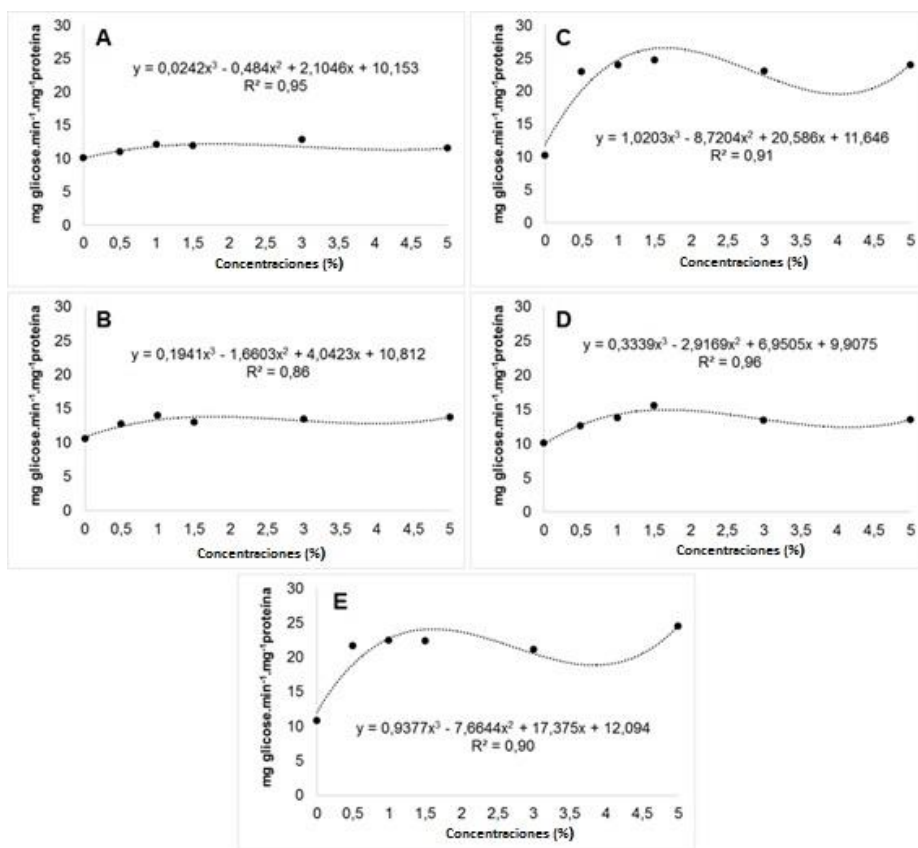 A
y = 0,0242x³ - 0,484x² + 2,1046x + 10,153
R² = 0,95
mg glicose.min⁻¹.mg⁻¹proteína
30
25
20
15
10
5
0
0 0,5 1 1,5 2 2,5 3 3,5 4 4,5 5
Concentraciones (%)
C
y = 1,0203x³ - 8,7204x² + 20,586x + 11,646
R² = 0,91
mg glicose.min⁻¹.mg⁻¹proteína
30
25
20
15
10
5
0
0 0,5 1 1,5 2 2,5 3 3,5 4 4,5 5
Concentraciones (%)
B
y = 0,1941x³ - 1,6603x² + 4,0423x + 10,812
R² = 0,86
mg glicose.min⁻¹.mg⁻¹proteína
30
25
20
15
10
5
0
0 0,5 1 1,5 2 2,5 3 3,5 4 4,5 5
Concentraciones (%)
D
y = 0,3339x³ - 2,9169x² + 6,9505x + 9,9075
R² = 0,96
mg glicose.min⁻¹.mg⁻¹proteína
30
25
20
15
10
5
0
0 0,5 1 1,5 2 2,5 3 3,5 4 4,5 5
Concentraciones (%)
E
y = 0,9377x³ - 7,6644x² + 17,375x + 12,094
R² = 0,90
mg glicose.min⁻¹.mg⁻¹proteína
30
25
20
15
10
5
0
0 0,5 1 1,5 2 2,5 3 3,5 4 4,5 5
Concentraciones (%)